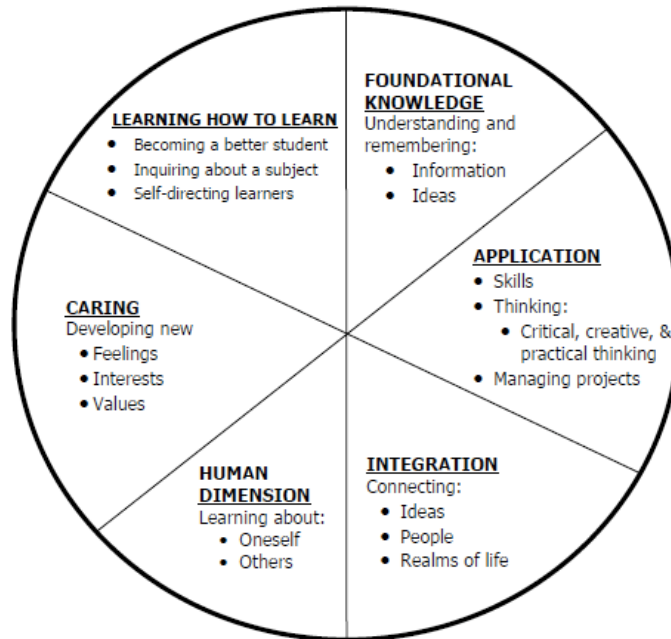 FOUNDATIONAL
KNOWLEDGE
Understanding and
remembering:
• Information
• Ideas
APPLICATION
• Skills
• Thinking:
• Critical, creative, &
practical thinking
• Managing projects
INTEGRATION
Connecting:
• Ideas
• People
• Realms of life
HUMAN
DIMENSION
Learning about:
• Oneself
• Others
CARING
Developing new
• Feelings
• Interests
• Values
LEARNING HOW TO LEARN
• Becoming a better student
• Inquiring about a subject
• Self-directing learners